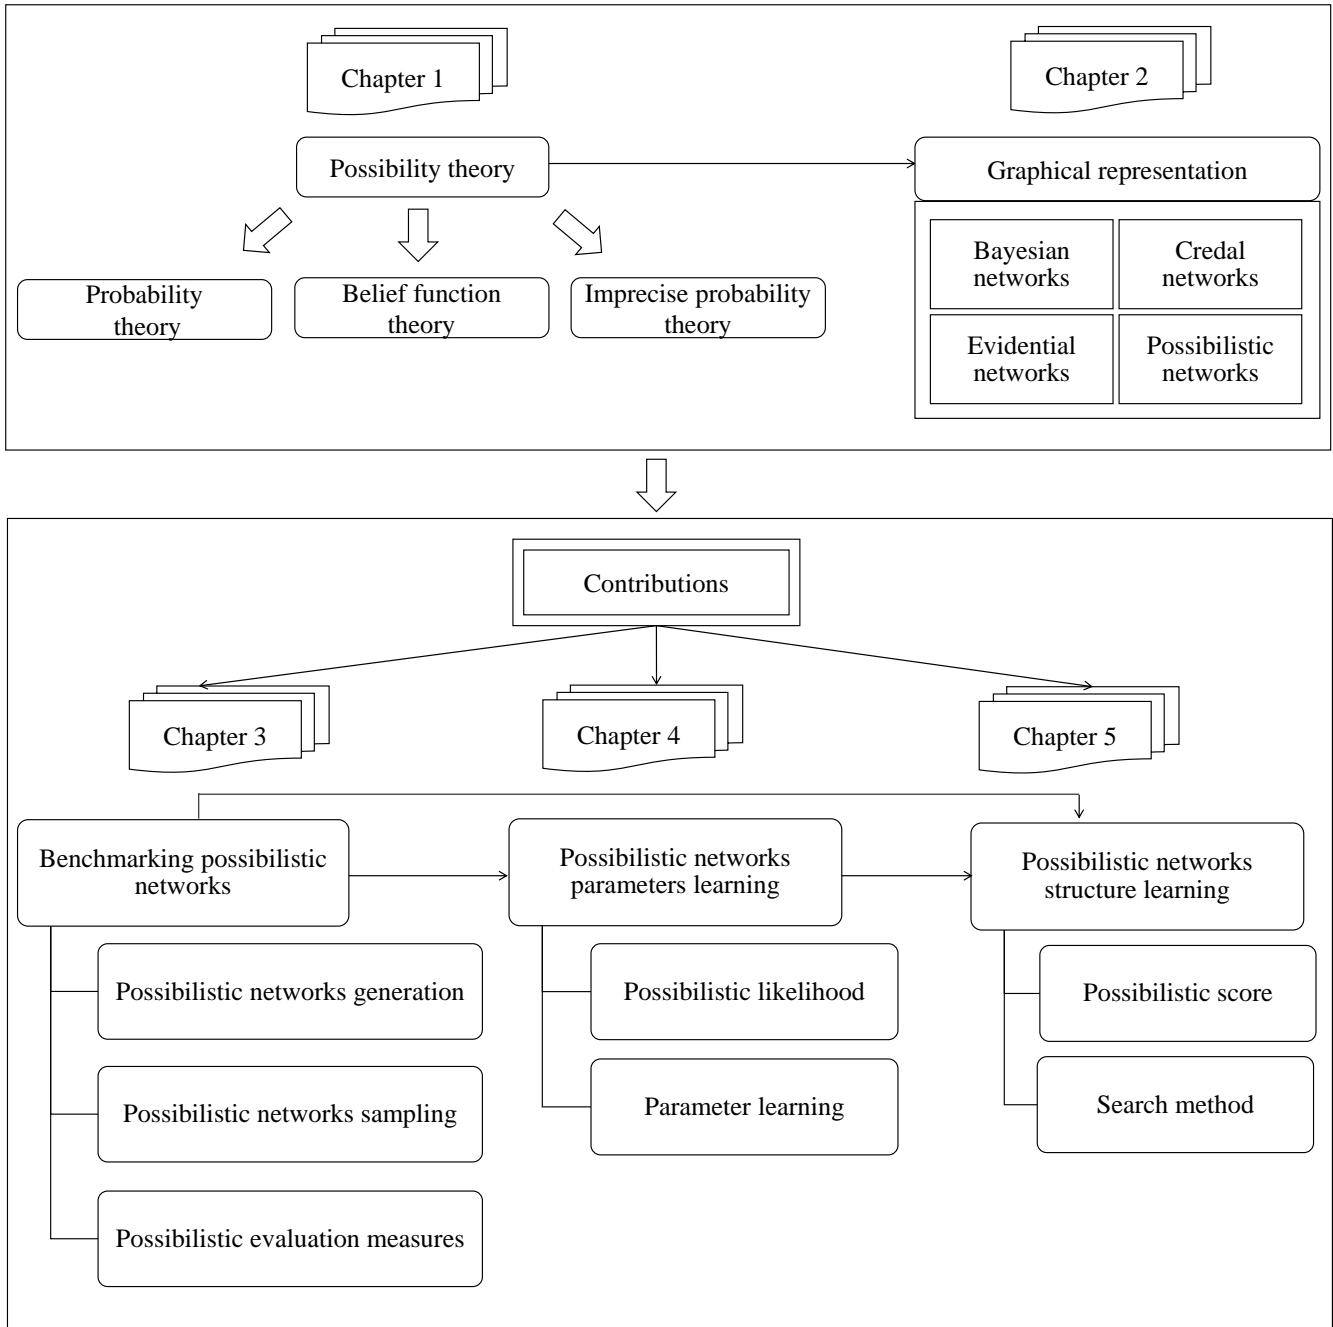 Chapter 1
Chapter 2
Possibility theory
Graphical representation
Probability
theory
Belief function
theory
Imprecise probability
theory
Bayesian
networks
Credal
networks
Evidential
networks
Possibilistic
networks
Contributions
Chapter 3
Chapter 4
Chapter 5
Benchmarking possibilistic
networks
Possibilistic networks
parameters learning
Possibilistic networks
structure learning
Possibilistic networks generation
Possibilistic networks sampling
Possibilistic evaluation measures
Possibilistic likelihood
Parameter learning
Possibilistic score
Search method